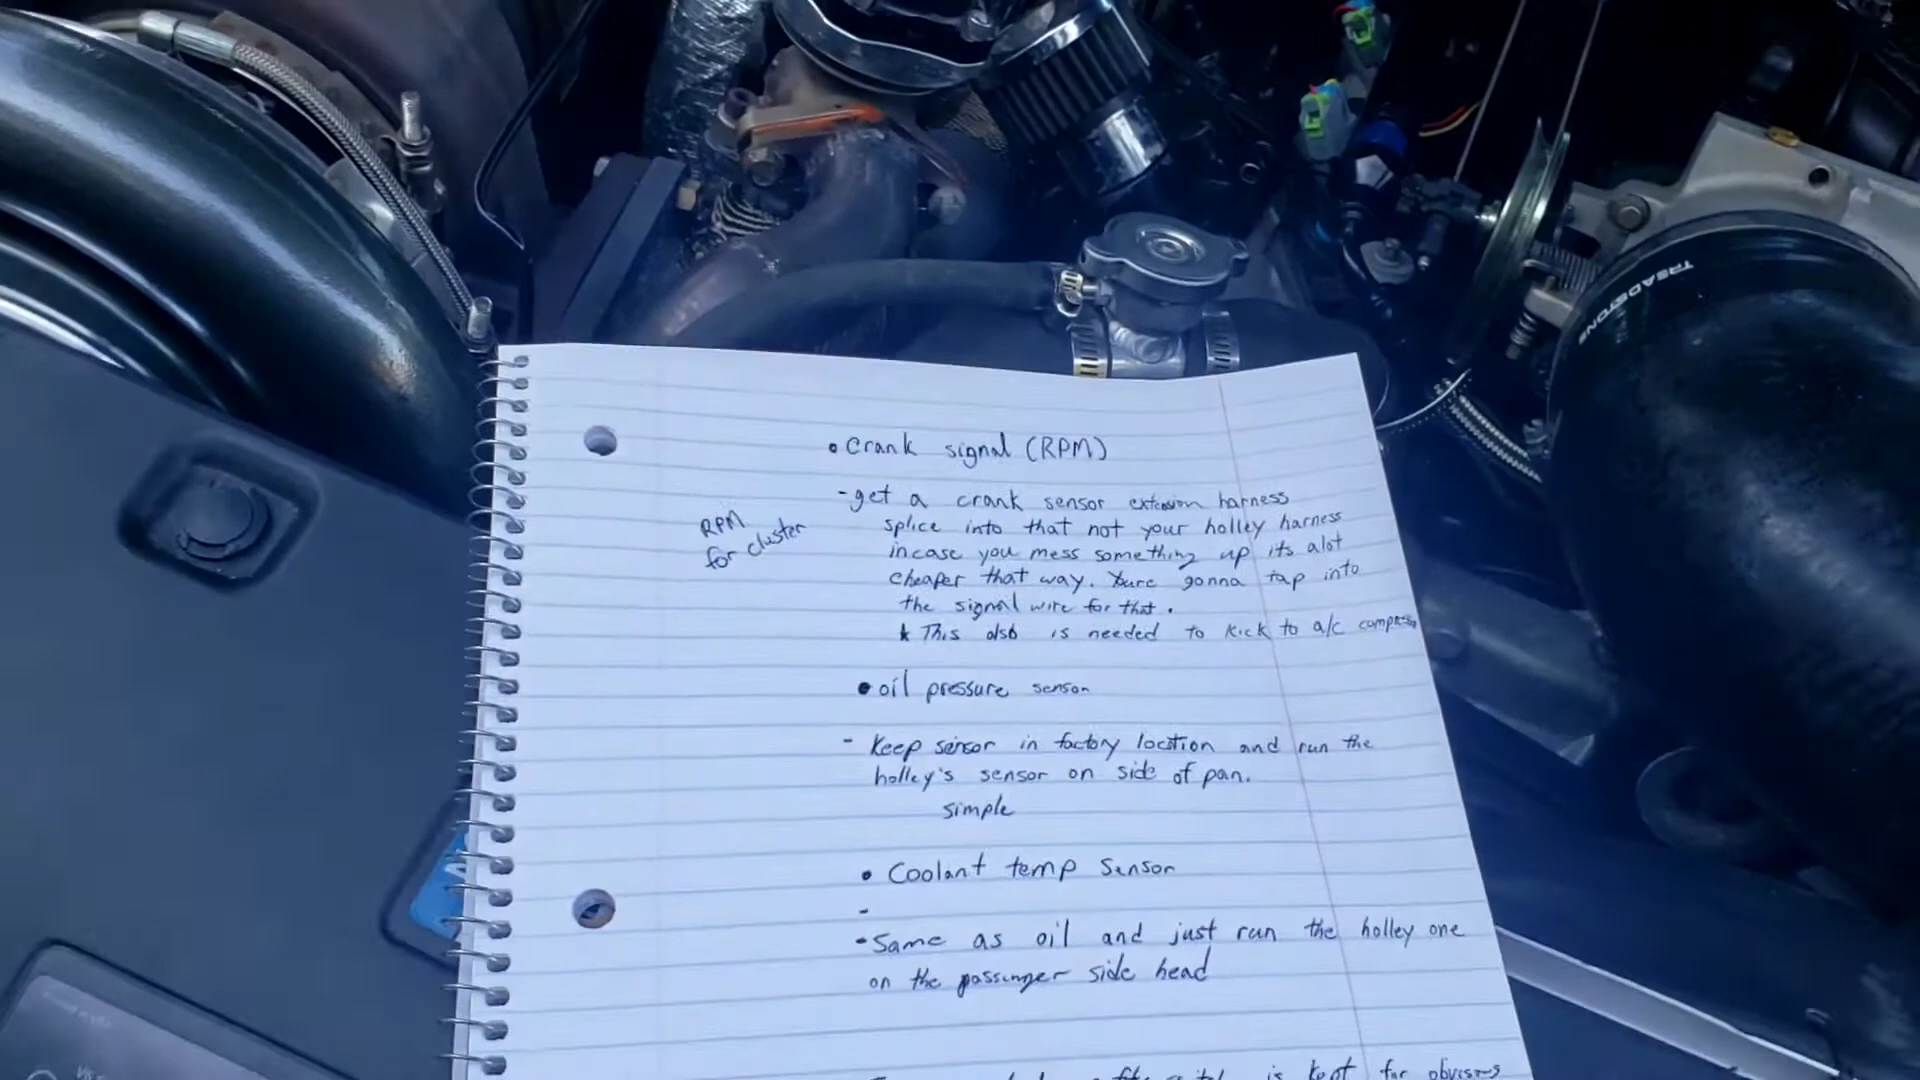 TREADSTONE
• Crank signal (RPM)
RPM
for cluster
- get a crank sensor extension harness
splice into that not your holley harness
incase you mess something up its alot
cheaper that way. Youre gonna tap into
the signal wire for that.
* This also is needed to kick to a/c compressor
• oil pressure sensor
- Keep sensor in factory location and run the
holley's sensor on side of pan.
simple
• Coolant temp Sensor
-
- Same as oil and just run the holley one
on the passenger side head
is kept for obvious